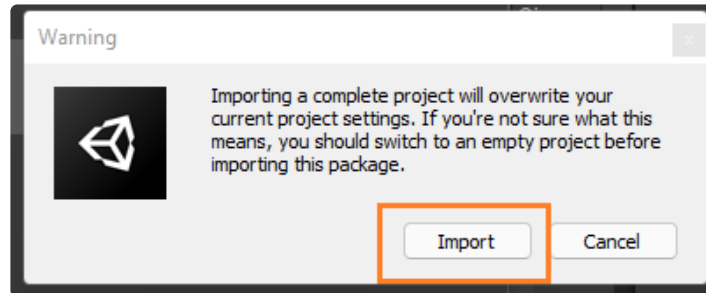 Warning
Importing a complete project will overwrite your
current project settings. If you're not sure what this
means, you should switch to an empty project before
importing this package.
Import
Cancel